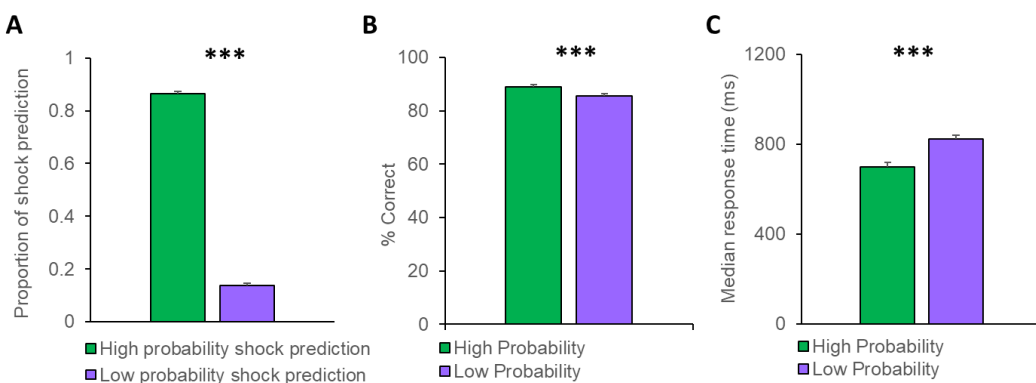 A
***
Proportion of shock prediction
1
0.8
0.6
0.4
0.2
0
High probability shock prediction
Low probability shock prediction
B
***
% Correct
100
80
60
40
20
0
High Probability
Low Probability
C
***
Median response time (ms)
1200
800
400
0
High Probability
Low Probability